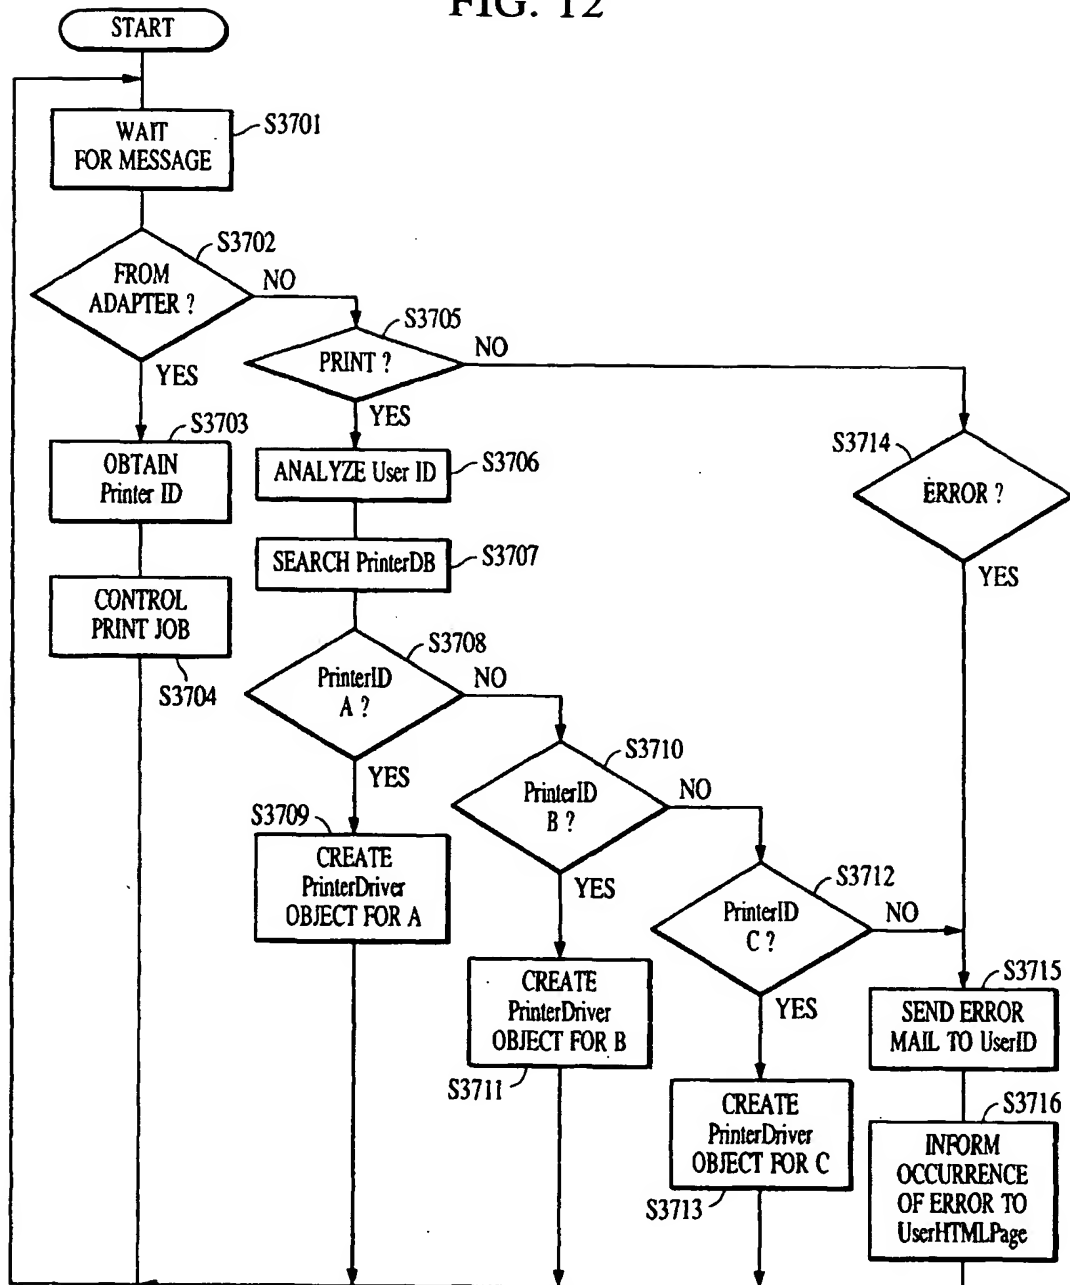 FIG. 12
START
WAIT
FOR MESSAGE
S3701
FROM
ADAPTER ?
S3702
NO
YES
PRINT ?
S3705
NO
YES
S3703
OBTAIN
Printer ID
ANALYZE User ID
S3706
S3714
ERROR ?
YES
SEARCH PrinterDB
S3707
CONTROL
PRINT JOB
S3704
PrinterID
A ?
S3708
NO
YES
PrinterID
B ?
S3710
NO
YES
S3709
CREATE
PrinterDriver
OBJECT FOR A
PrinterID
C ?
S3712
NO
YES
CREATE
PrinterDriver
OBJECT FOR B
S3711
S3715
SEND ERROR
MAIL TO UserID
CREATE
PrinterDriver
OBJECT FOR C
S3713
S3716
INFORM
OCCURRENCE
OF ERROR TO
UserHTMLPage